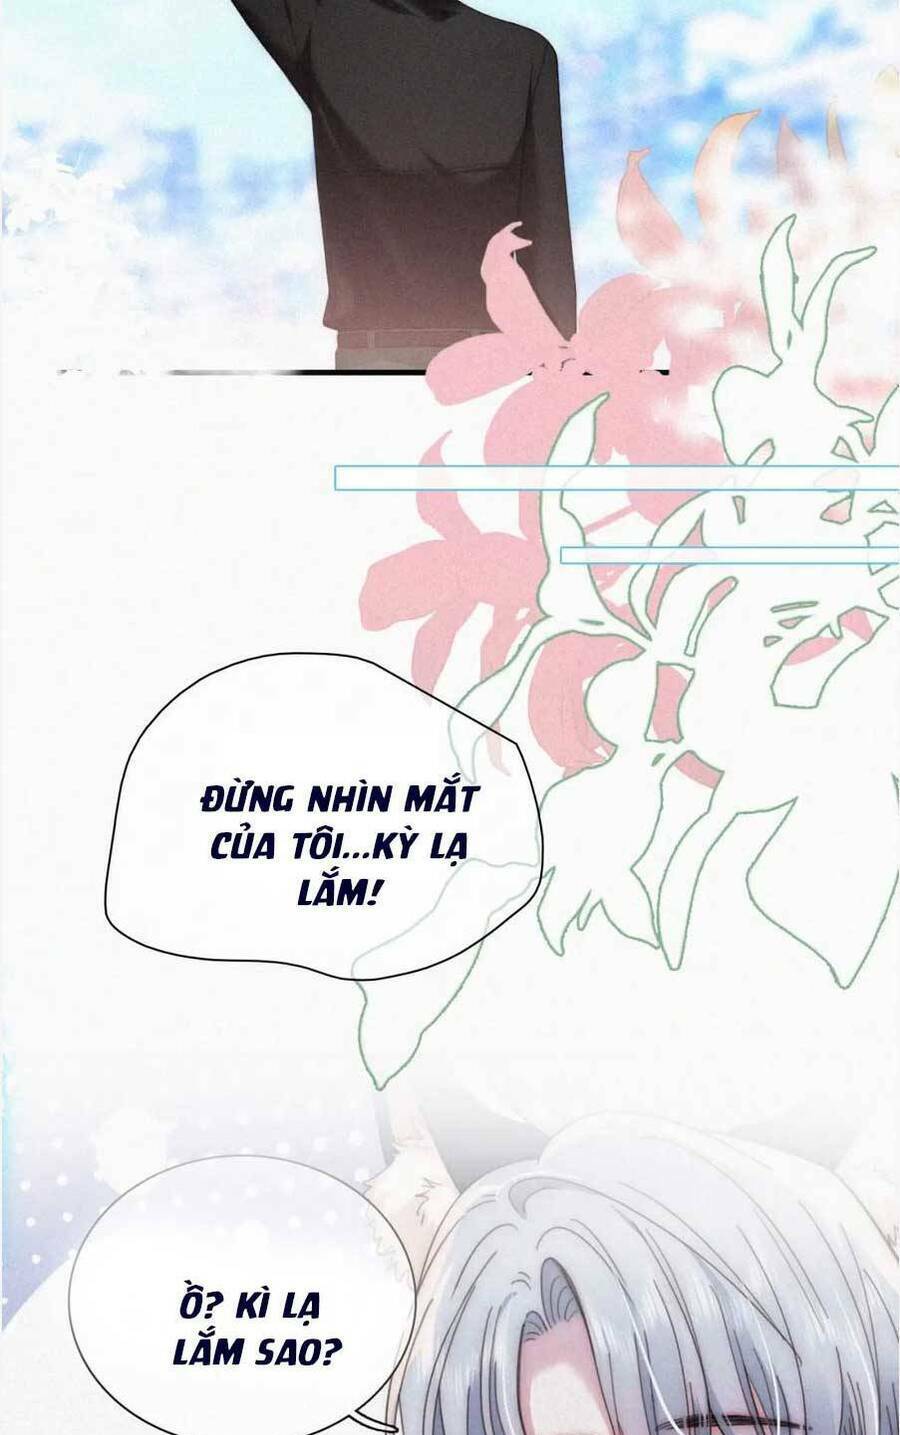 ĐỪNG NHÌN MẮT
CỦA TÔI...KỲ LẠ
LẮM!
Ồ? KÌ LẠ
LẮM SAO?